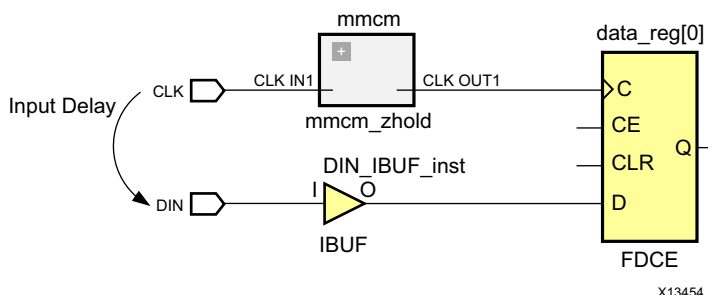 mmcm
data_reg[0]
Input Delay
CLK
CLK IN1
+
CLK OUT1
C
mmcm_zhold
CE
CLR
Q
DIN_IBUF_inst
DIN
I
O
D
IBUF
FDCE
X13454